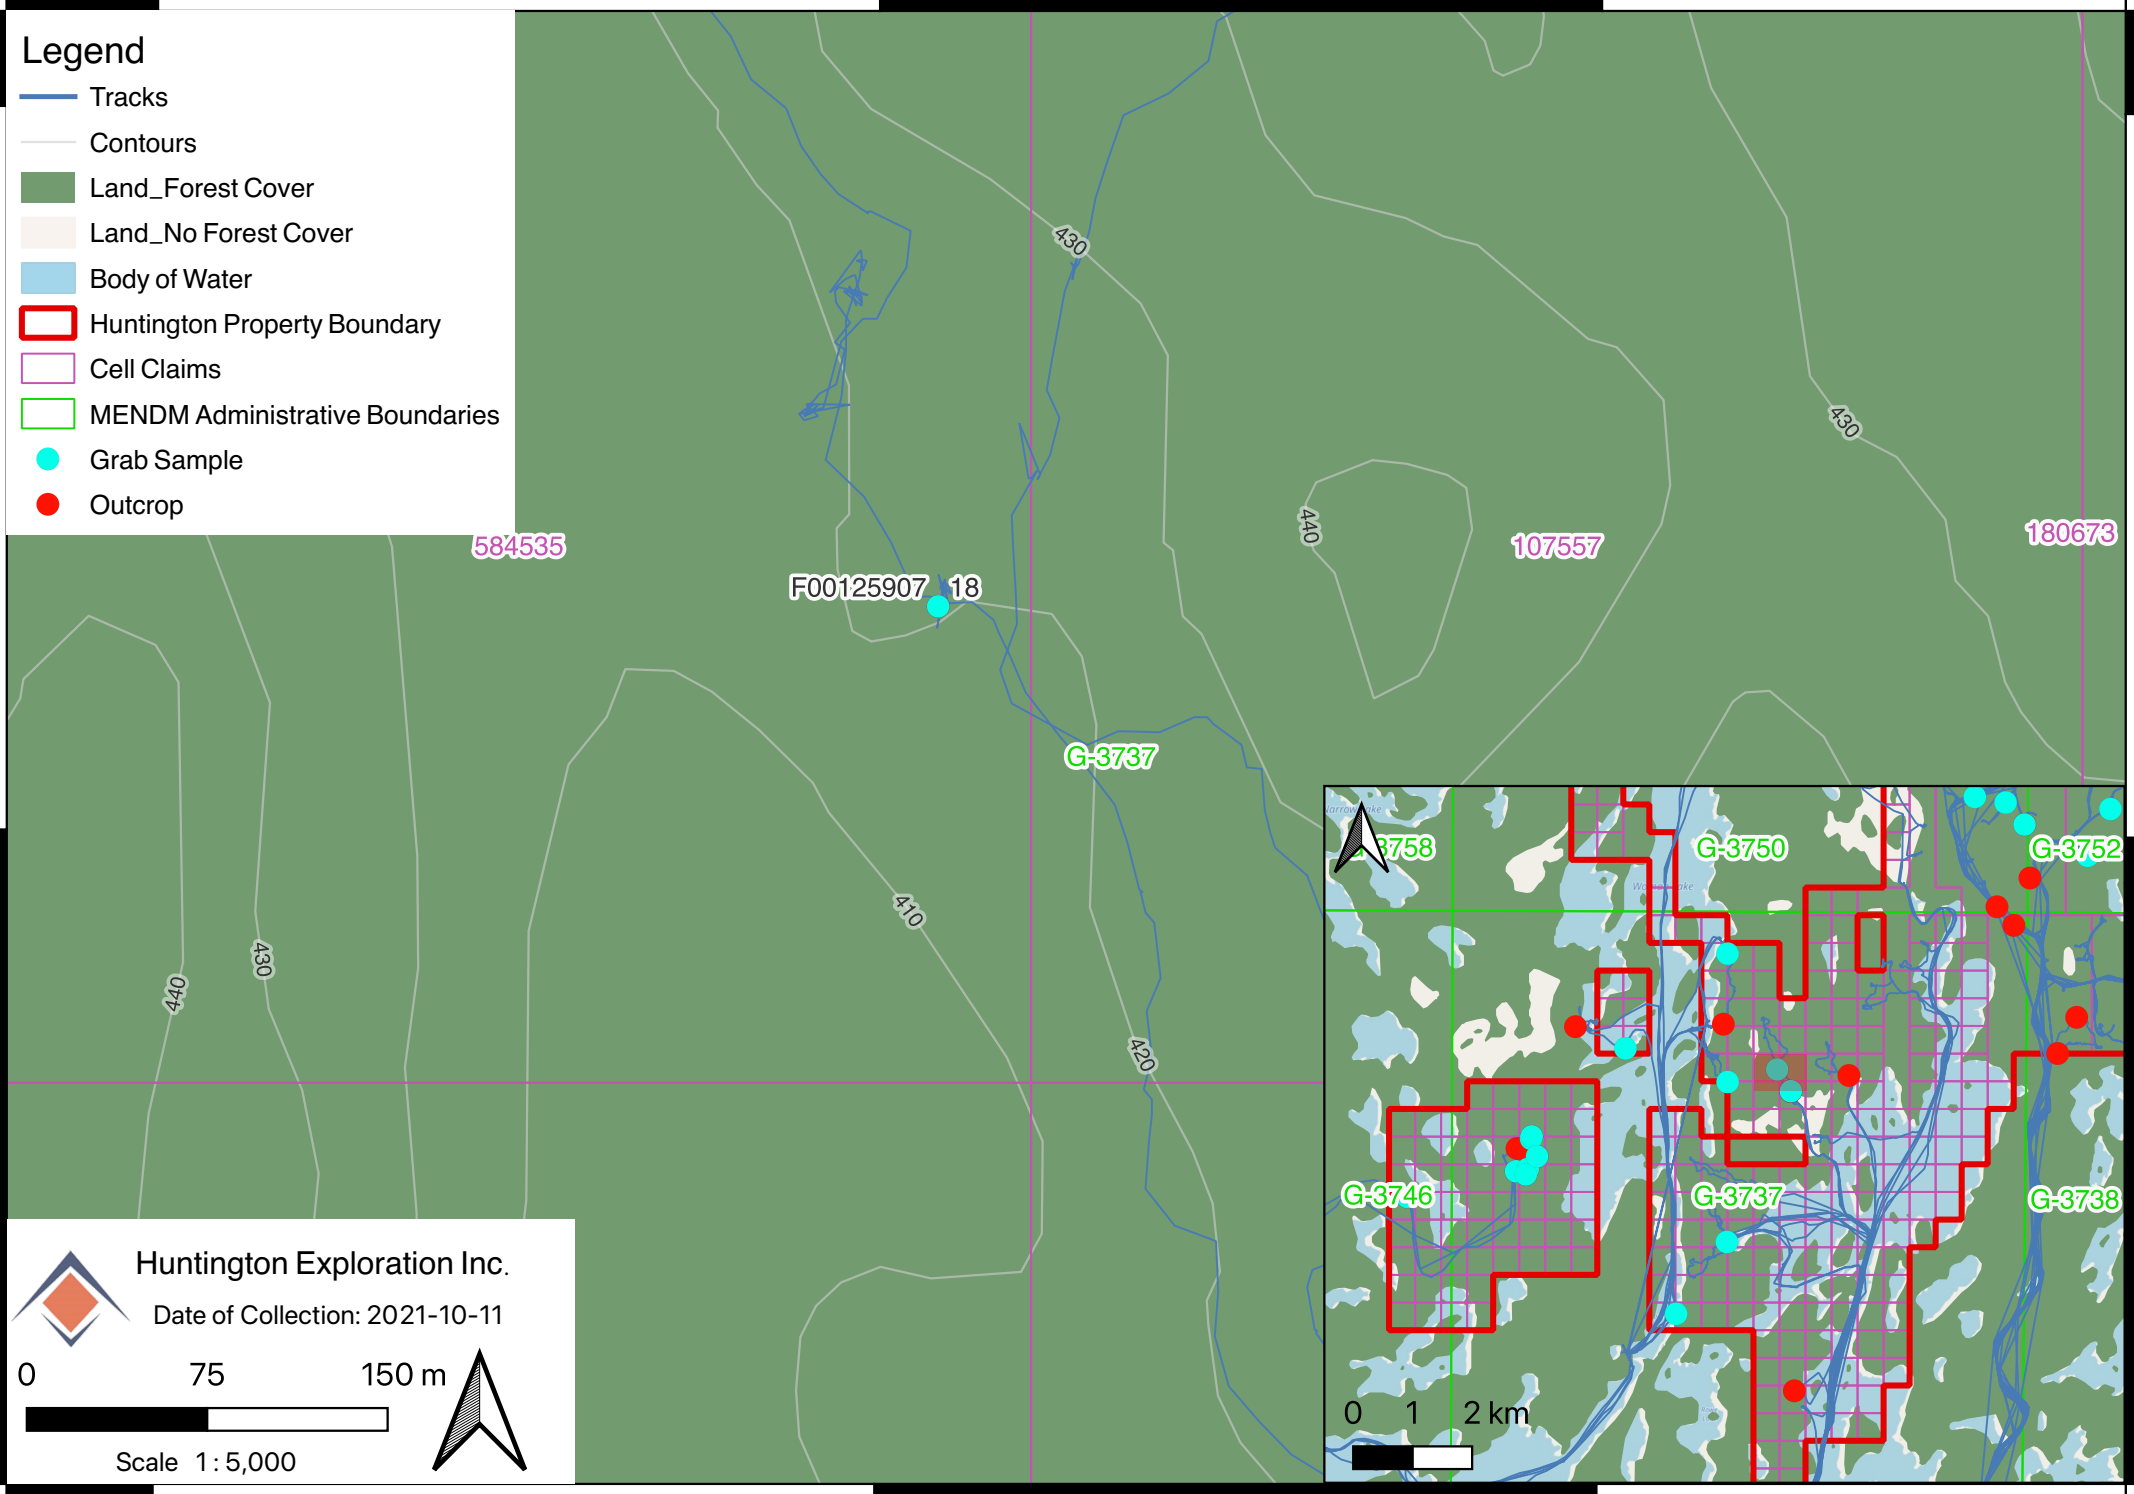 Legend
Tracks
Contours
Land_Forest Cover
Land_No Forest Cover
Body of Water
Huntington Property Boundary
Cell Claims
MENDM Administrative Boundaries
Grab Sample
Outcrop
430
430
440
584535
107557
180673
F00125907 18
G-3737
410
430
440
420
Huntington Exploration Inc.
Date of Collection: 2021-10-11
0 75 150 m
Scale 1 : 5,000
3758
G-3750
G-3752
G-3746
G-3737
G-3738
0 1 2 km